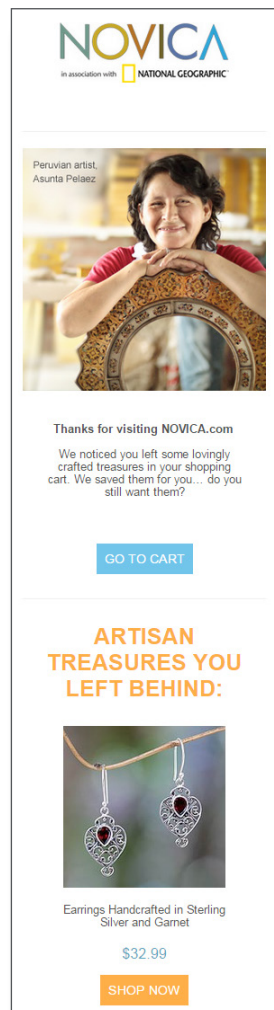 NOVICA
in association with NATIONAL GEOGRAPHIC™
Peruvian artist,
Asunta Pelaez
Thanks for visiting NOVICA.com
We noticed you left some lovingly
crafted treasures in your shopping
cart. We saved them for you... do you
still want them?
GO TO CART
ARTISAN
TREASURES YOU
LEFT BEHIND:
Earrings Handcrafted in Sterling
Silver and Garnet
$32.99
SHOP NOW